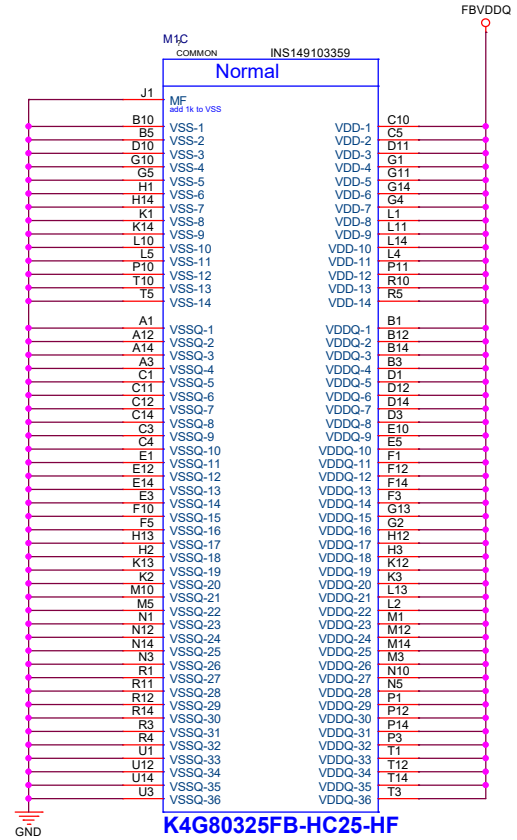 FBVDDQ
M1C
?
COMMON INS149103359
Normal
J1 MF
add 1k to VSS
B10 VSS-1 VDD-1 C10
B5 VSS-2 VDD-2 C5
D10 VSS-3 VDD-3 D11
G10 VSS-4 VDD-4 G1
G5 VSS-5 VDD-5 G11
H1 VSS-6 VDD-6 G14
H14 VSS-7 VDD-7 G4
K1 VSS-8 VDD-8 L1
K14 VSS-9 VDD-9 L11
L10 VSS-10 VDD-10 L14
L5 VSS-11 VDD-11 L4
P10 VSS-12 VDD-12 P11
T10 VSS-13 VDD-13 R10
T5 VSS-14 VDD-14 R5
A1 VSSQ-1 VDDQ-1 B1
A12 VSSQ-2 VDDQ-2 B12
A14 VSSQ-3 VDDQ-3 B14
A3 VSSQ-4 VDDQ-4 B3
C1 VSSQ-5 VDDQ-5 D1
C11 VSSQ-6 VDDQ-6 D12
C12 VSSQ-7 VDDQ-7 D14
C14 VSSQ-8 VDDQ-8 D3
C3 VSSQ-9 VDDQ-9 E10
C4 VSSQ-10 VDDQ-10 E5
E1 VSSQ-11 VDDQ-11 F1
E12 VSSQ-12 VDDQ-12 F12
E14 VSSQ-13 VDDQ-13 F14
E3 VSSQ-14 VDDQ-14 F3
F10 VSSQ-15 VDDQ-15 G13
F5 VSSQ-16 VDDQ-16 G2
H13 VSSQ-17 VDDQ-17 H12
H2 VSSQ-18 VDDQ-18 H3
K13 VSSQ-19 VDDQ-19 K12
K2 VSSQ-20 VDDQ-20 K3
M10 VSSQ-21 VDDQ-21 L13
M5 VSSQ-22 VDDQ-22 L2
N1 VSSQ-23 VDDQ-23 M1
N12 VSSQ-24 VDDQ-24 M12
N14 VSSQ-25 VDDQ-25 M14
N3 VSSQ-26 VDDQ-26 M3
R1 VSSQ-27 VDDQ-27 N10
R11 VSSQ-28 VDDQ-28 N5
R12 VSSQ-29 VDDQ-29 P1
R14 VSSQ-30 VDDQ-30 P12
R3 VSSQ-31 VDDQ-31 P14
R4 VSSQ-32 VDDQ-32 P3
U1 VSSQ-33 VDDQ-33 T1
U12 VSSQ-34 VDDQ-34 T12
U14 VSSQ-35 VDDQ-35 T14
U3 VSSQ-36 VDDQ-36 T3
GND
K4G80325FB-HC25-HF